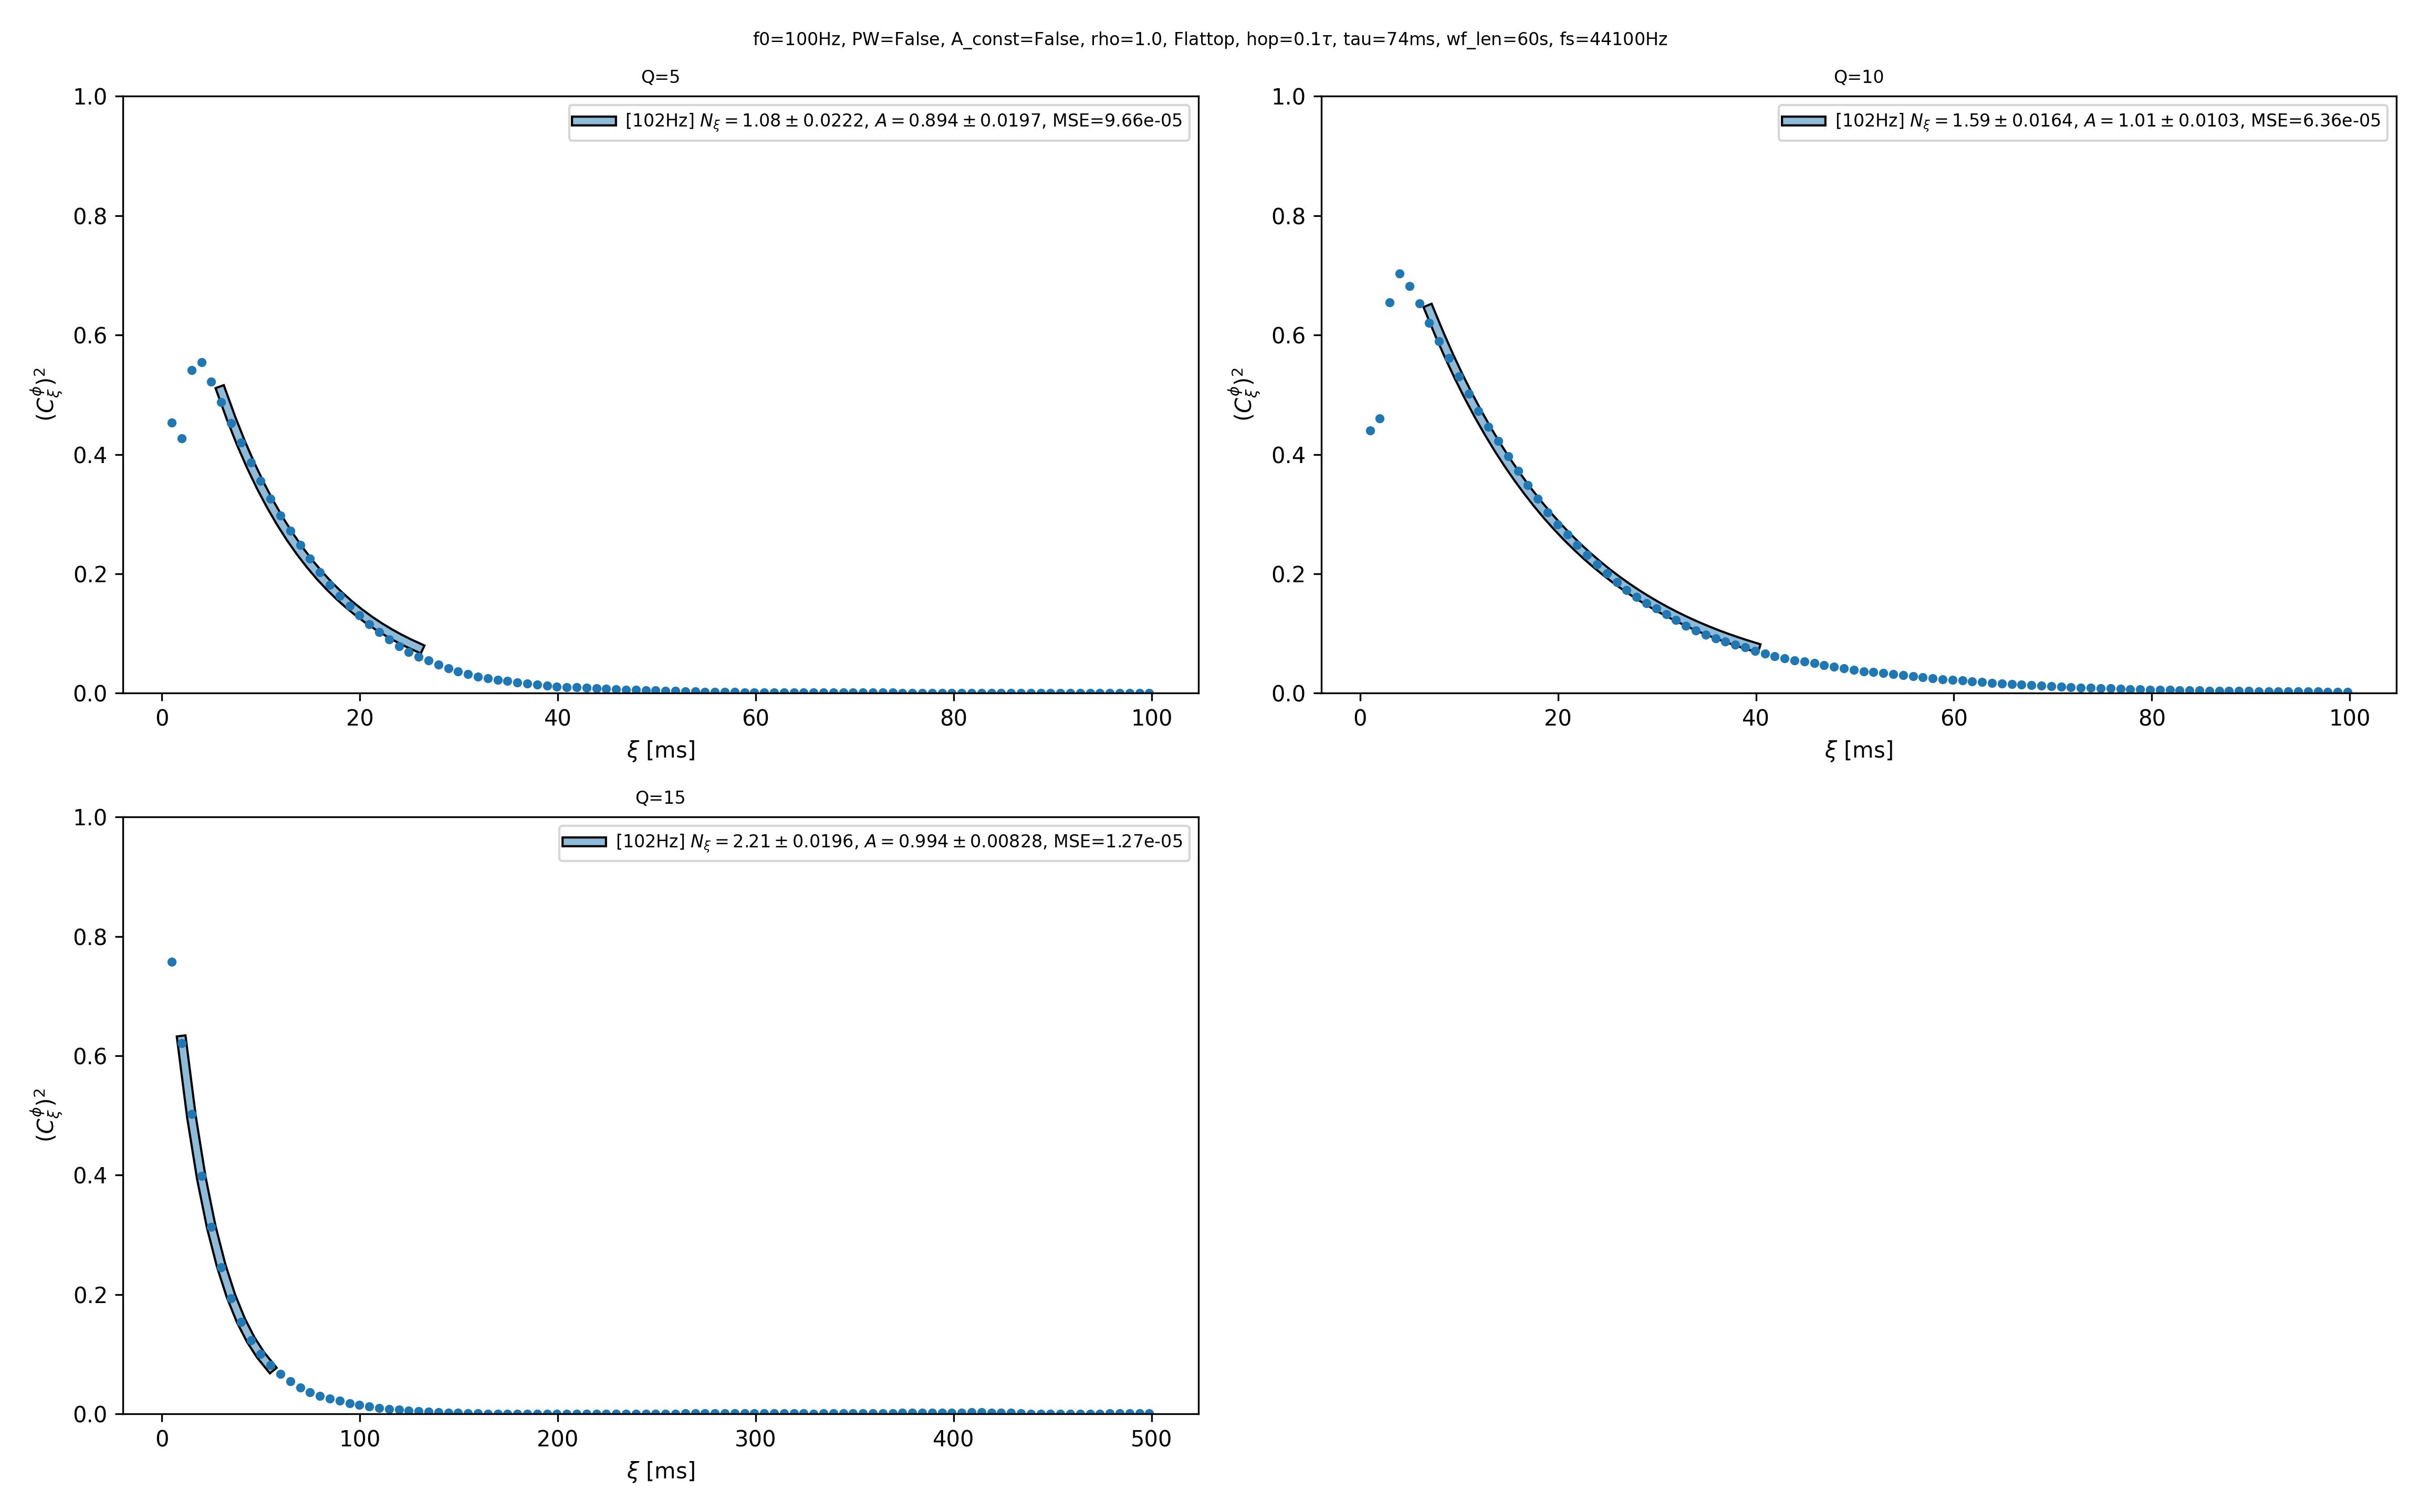 f0=100Hz, PW=False, A_const=False, rho=1.0, Flattop, hop=0.1τ, tau=74ms, wf_len=60s, fs=44100Hz
Q=5
[102Hz] N_ξ = 1.08 ± 0.0222, A = 0.894 ± 0.0197, MSE=9.66e-05
1.0
0.8
0.6
0.4
0.2
0.0
(C_ξ^ϕ)^2
0 20 40 60 80 100
ξ [ms]
Q=10
[102Hz] N_ξ = 1.59 ± 0.0164, A = 1.01 ± 0.0103, MSE=6.36e-05
1.0
0.8
0.6
0.4
0.2
0.0
(C_ξ^ϕ)^2
0 20 40 60 80 100
ξ [ms]
Q=15
[102Hz] N_ξ = 2.21 ± 0.0196, A = 0.994 ± 0.00828, MSE=1.27e-05
1.0
0.8
0.6
0.4
0.2
0.0
(C_ξ^ϕ)^2
0 100 200 300 400 500
ξ [ms]